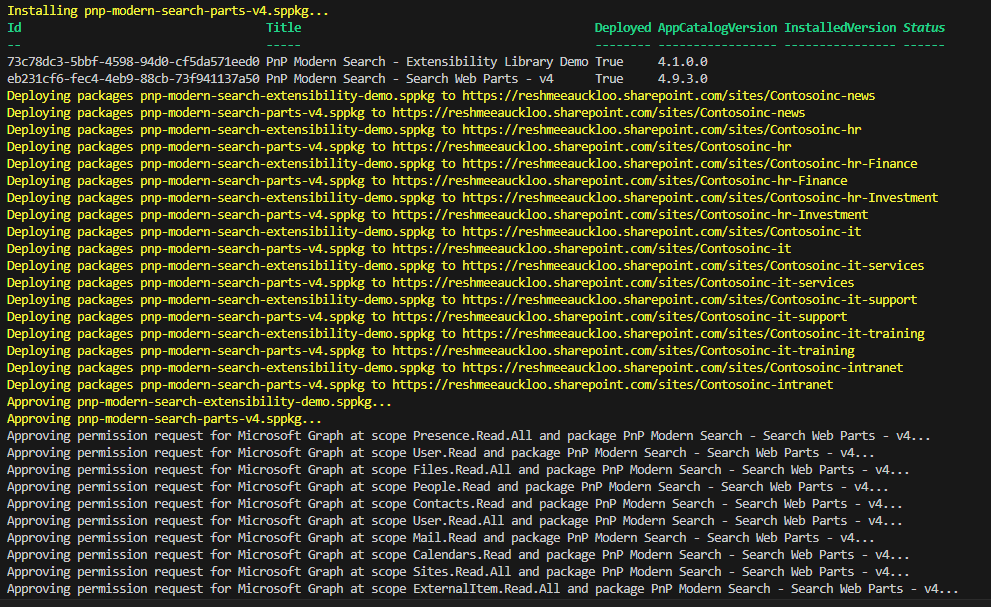 Installing pnp-modern-search-parts-v4.sppkg...
Id Title Deployed AppCatalogVersion InstalledVersion Status
-- ----- -------- ----------------- ---------------- ------
73c78dc3-5bbf-4598-94d0-cf5da571eed0 PnP Modern Search - Extensibility Library Demo True 4.1.0.0
eb231cf6-fec4-4eb9-88cb-73f941137a50 PnP Modern Search - Search Web Parts - v4 True 4.9.3.0
Deploying packages pnp-modern-search-extensibility-demo.sppkg to https://reshmeeauckloo.sharepoint.com/sites/Contosoinc-news
Deploying packages pnp-modern-search-parts-v4.sppkg to https://reshmeeauckloo.sharepoint.com/sites/Contosoinc-news
Deploying packages pnp-modern-search-extensibility-demo.sppkg to https://reshmeeauckloo.sharepoint.com/sites/Contosoinc-hr
Deploying packages pnp-modern-search-parts-v4.sppkg to https://reshmeeauckloo.sharepoint.com/sites/Contosoinc-hr
Deploying packages pnp-modern-search-extensibility-demo.sppkg to https://reshmeeauckloo.sharepoint.com/sites/Contosoinc-hr-Finance
Deploying packages pnp-modern-search-parts-v4.sppkg to https://reshmeeauckloo.sharepoint.com/sites/Contosoinc-hr-Finance
Deploying packages pnp-modern-search-extensibility-demo.sppkg to https://reshmeeauckloo.sharepoint.com/sites/Contosoinc-hr-Investment
Deploying packages pnp-modern-search-parts-v4.sppkg to https://reshmeeauckloo.sharepoint.com/sites/Contosoinc-hr-Investment
Deploying packages pnp-modern-search-extensibility-demo.sppkg to https://reshmeeauckloo.sharepoint.com/sites/Contosoinc-it
Deploying packages pnp-modern-search-parts-v4.sppkg to https://reshmeeauckloo.sharepoint.com/sites/Contosoinc-it
Deploying packages pnp-modern-search-extensibility-demo.sppkg to https://reshmeeauckloo.sharepoint.com/sites/Contosoinc-it-services
Deploying packages pnp-modern-search-parts-v4.sppkg to https://reshmeeauckloo.sharepoint.com/sites/Contosoinc-it-services
Deploying packages pnp-modern-search-extensibility-demo.sppkg to https://reshmeeauckloo.sharepoint.com/sites/Contosoinc-it-support
Deploying packages pnp-modern-search-parts-v4.sppkg to https://reshmeeauckloo.sharepoint.com/sites/Contosoinc-it-support
Deploying packages pnp-modern-search-extensibility-demo.sppkg to https://reshmeeauckloo.sharepoint.com/sites/Contosoinc-it-training
Deploying packages pnp-modern-search-parts-v4.sppkg to https://reshmeeauckloo.sharepoint.com/sites/Contosoinc-it-training
Deploying packages pnp-modern-search-extensibility-demo.sppkg to https://reshmeeauckloo.sharepoint.com/sites/Contosoinc-intranet
Deploying packages pnp-modern-search-parts-v4.sppkg to https://reshmeeauckloo.sharepoint.com/sites/Contosoinc-intranet
Approving pnp-modern-search-extensibility-demo.sppkg...
Approving pnp-modern-search-parts-v4.sppkg...
Approving permission request for Microsoft Graph at scope Presence.Read.All and package PnP Modern Search - Search Web Parts - v4...
Approving permission request for Microsoft Graph at scope User.Read and package PnP Modern Search - Search Web Parts - v4...
Approving permission request for Microsoft Graph at scope Files.Read.All and package PnP Modern Search - Search Web Parts - v4...
Approving permission request for Microsoft Graph at scope People.Read and package PnP Modern Search - Search Web Parts - v4...
Approving permission request for Microsoft Graph at scope Contacts.Read and package PnP Modern Search - Search Web Parts - v4...
Approving permission request for Microsoft Graph at scope User.Read.All and package PnP Modern Search - Search Web Parts - v4...
Approving permission request for Microsoft Graph at scope Mail.Read and package PnP Modern Search - Search Web Parts - v4...
Approving permission request for Microsoft Graph at scope Calendars.Read and package PnP Modern Search - Search Web Parts - v4...
Approving permission request for Microsoft Graph at scope Sites.Read.All and package PnP Modern Search - Search Web Parts - v4...
Approving permission request for Microsoft Graph at scope ExternalItem.Read.All and package PnP Modern Search - Search Web Parts - v4...